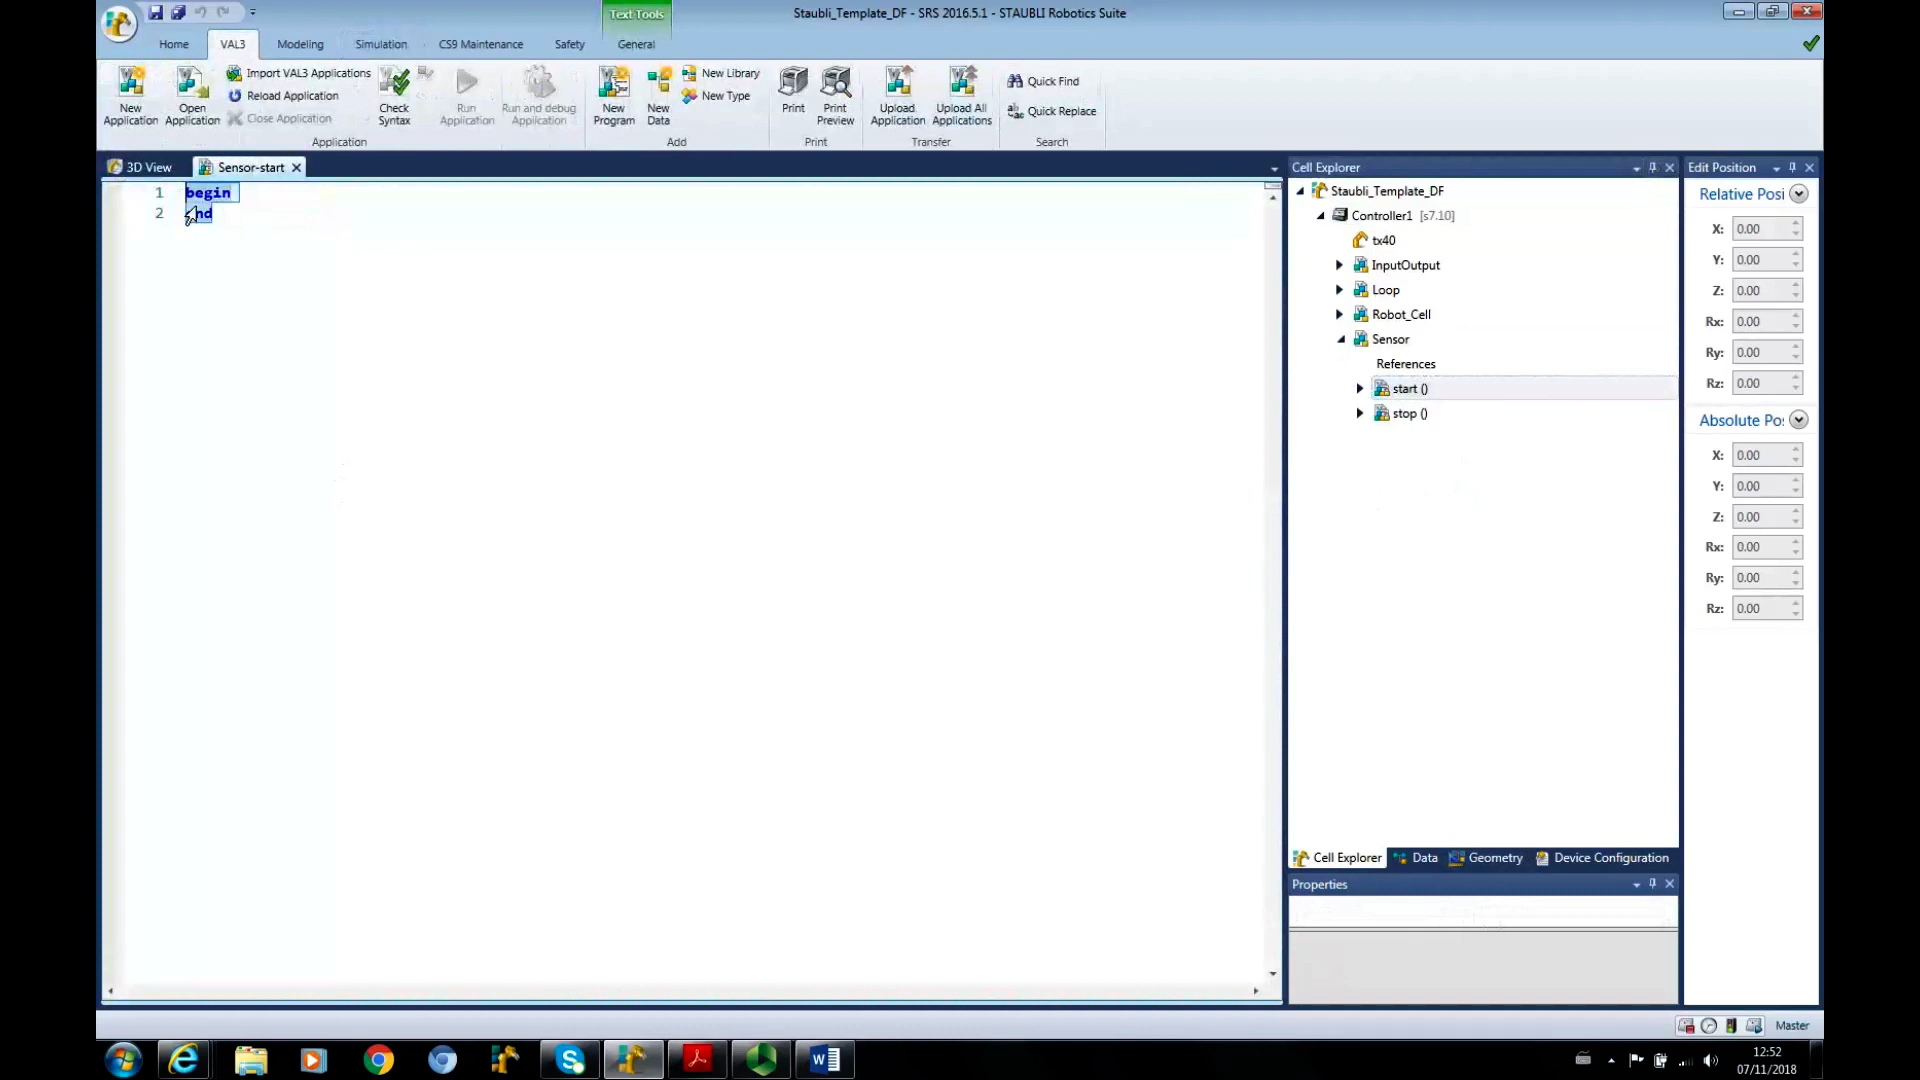 Text Tools
Staubli_Template_DF - SRS 2016.5.1 - STAUBLI Robotics Suite
Home
VAL3
Modeling
Simulation
CS9 Maintenance
Safety
General
New Application
Open Application
Import VAL3 Applications
Reload Application
Close Application
Check Syntax
Run Application
Run and debug Application
New Program
New Data
New Library
New Type
Print
Print Preview
Upload Application
Upload All Applications
Quick Find
Quick Replace
Application
Add
Print
Transfer
Search
3D View
Sensor-start
1 begin
2 end
Cell Explorer
Staubli_Template_DF
Controller1 [s7.10]
tx40
InputOutput
Loop
Robot_Cell
Sensor
References
start ()
stop ()
Cell Explorer
Data
Geometry
Device Configuration
Properties
Edit Position
Relative Posi
X: 0.00
Y: 0.00
Z: 0.00
Rx: 0.00
Ry: 0.00
Rz: 0.00
Absolute Po:
X: 0.00
Y: 0.00
Z: 0.00
Rx: 0.00
Ry: 0.00
Rz: 0.00
Master
12:52
07/11/2018